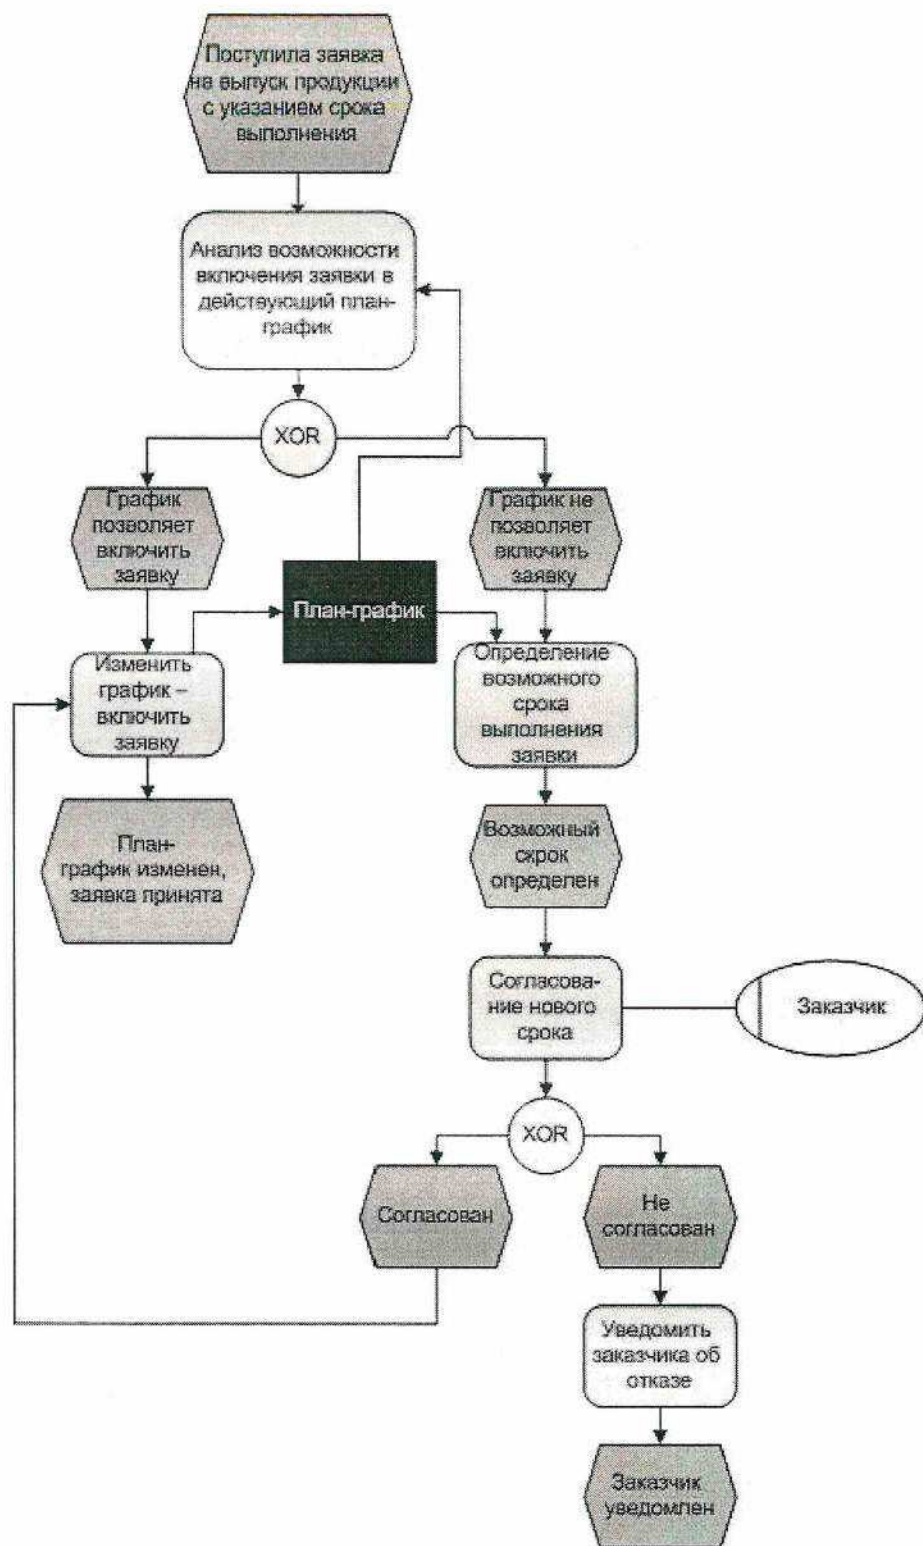 Поступила заявка
на выпуск продукции
с указанием срока
выполнения
Анализ возможности
включения заявки в
действующий план-
график
XOR
График
позволяет
включить
заявку
График не
позволяет
включить
заявку
План-график
Изменить
график –
включить
заявку
Определение
возможного
срока
выполнения
заявки
План-
график изменен,
заявка принята
Возможный
скрок
определен
Согласова-
ние нового
срока
Заказчик
XOR
Согласован
Не
согласован
Уведомить
заказчика об
отказе
Заказчик
уведомлен